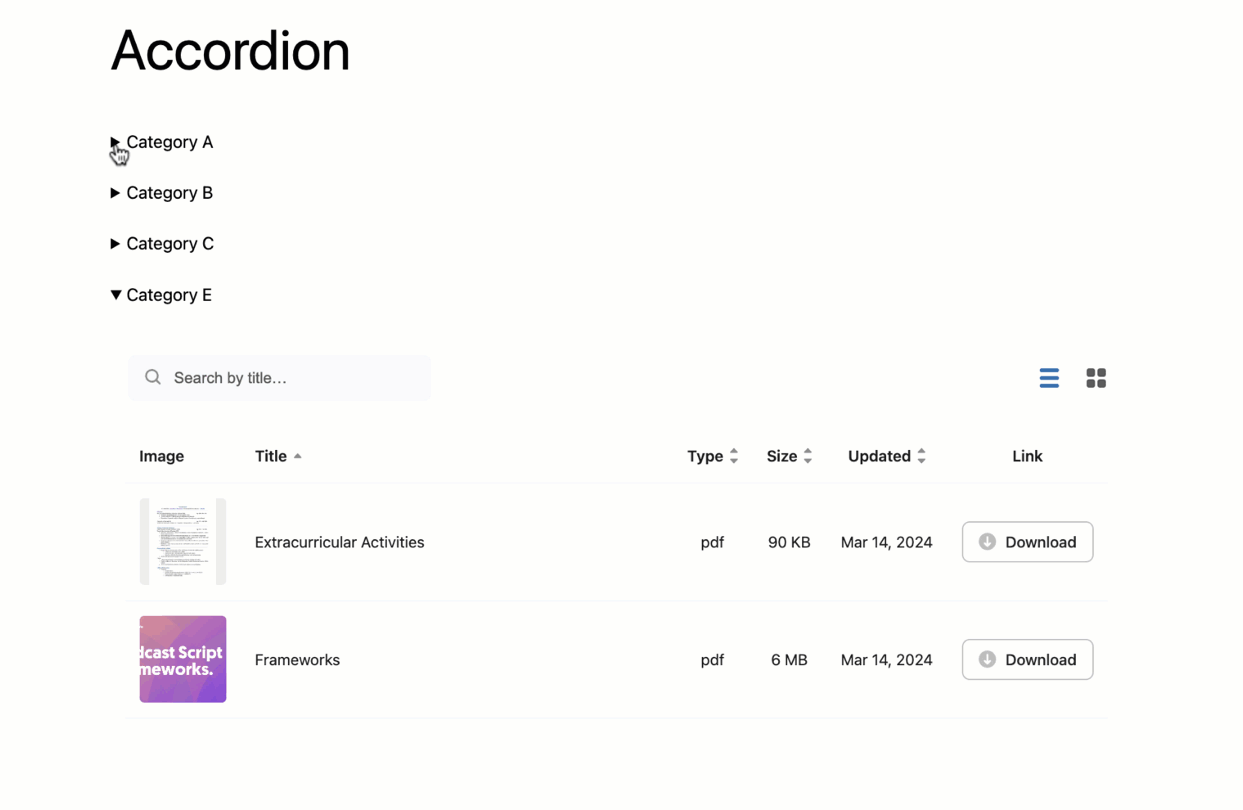 Accordion
Category A
Category B
Category C
Category E
Search by title...
Image Title Type Size Updated Link
Extracurricular Activities pdf 90 KB Mar 14, 2024 Download
dcast Script
meworks.
Frameworks pdf 6 MB Mar 14, 2024 Download